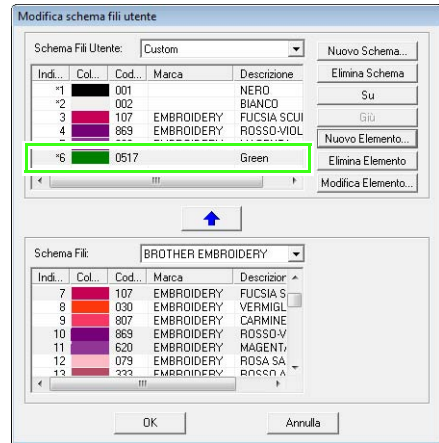 Modifica schema fili utente
Schema Fili Utente: Custom
Nuovo Schema...
Indi... Col... Cod... Marca Descrizione
Elimina Schema
*1 001 NERO
*2 002 BIANCO
Su
3 107 EMBROIDERY FUCSIA SCUI
Giù
4 869 EMBROIDERY ROSSO-VIOL
Nuovo Elemento...
*6 0517 Green
Elimina Elemento
Modifica Elemento...
Schema Fili: BROTHER EMBROIDERY
Indi... Col... Cod... Marca Descrizior
7 107 EMBROIDERY FUCSIA S
8 030 EMBROIDERY VERMIGL
9 807 EMBROIDERY CARMINE
10 869 EMBROIDERY ROSSO-V
11 620 EMBROIDERY MAGENT
12 079 EMBROIDERY ROSA SA
13 333 EMBROIDERY ROSSO A
OK Annulla